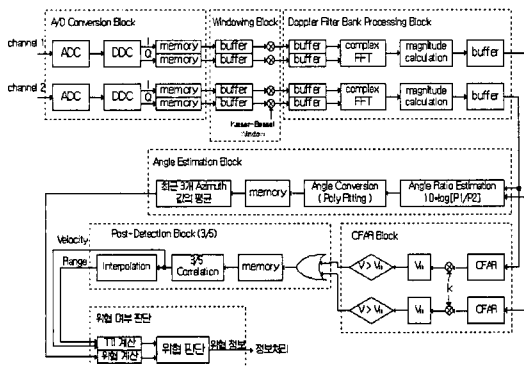 A/D Conversion Block
Windowing Block
Doppler Filter Bank Processing Block
channel 1
ADC
DDC
I
Q
memory
memory
buffer
buffer
buffer
buffer
complex
FFT
magnitude
calculation
buffer
channel 2
ADC
DDC
I
Q
memory
memory
buffer
buffer
buffer
buffer
complex
FFT
magnitude
calculation
buffer
Kaiser-Bessel
Window
Angle Estimation Block
최근 3개 Azimuth
값의 평균
memory
Angle Conversion
(Poly Fitting)
Angle Ratio Estimation
10*log[P1/P2]
Post-Detection Block (3/5)
CFAR Block
Velocity
Range
Interpolation
3/5
Correlation
memory
V > Vth
Vth
CFAR
k
V > Vth
Vth
CFAR
위협 여부 판단
계산
위협 계산
위협 판단
위협 정보
정보처리